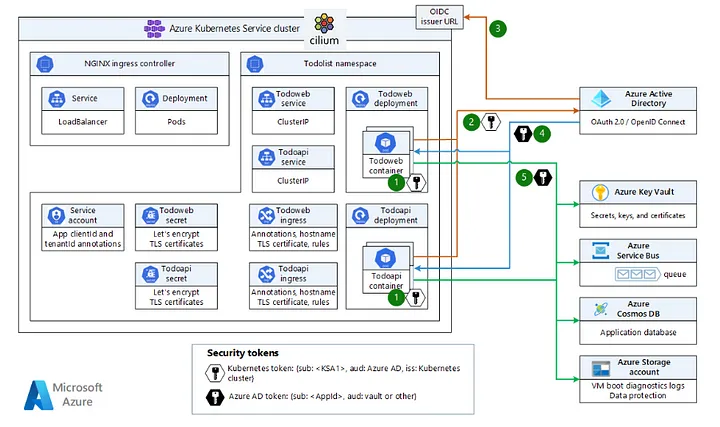 OIDC
issuer URL
3
Azure Kubernetes Service cluster
cilium
NGINX ingress controller
Service
LoadBalancer
Deployment
Pods
Todolist namespace
Todoweb
service
ClusterIP
Todoapi
service
ClusterIP
Todoweb
deployment
Todoweb
container
1
Todoapi
deployment
Todoapi
container
1
Service
account
App clientId and
tenantId annotations
Todoweb
secret
Let's encrypt
TLS certificates
Todoweb
ingress
Annotations, hostname
TLS certificate, rules
Todoapi
secret
Let's encrypt
TLS certificates
Todoapi
ingress
Annotations, hostname
TLS certificate, rules
2
4
5
Azure Active
Directory
OAuth 2.0 / OpenID Connect
Azure Key Vault
Secrets, keys, and certificates
Azure
Service Bus
queue
Azure
Cosmos DB
Application database
Azure Storage
account
VM boot diagnostics logs
Data protection
Security tokens
Kubernetes token: {sub: <KSA1>, aud: Azure AD, iss: Kubernetes
cluster}
Azure AD token: {sub: <AppId>, aud: vault or other}
Microsoft
Azure